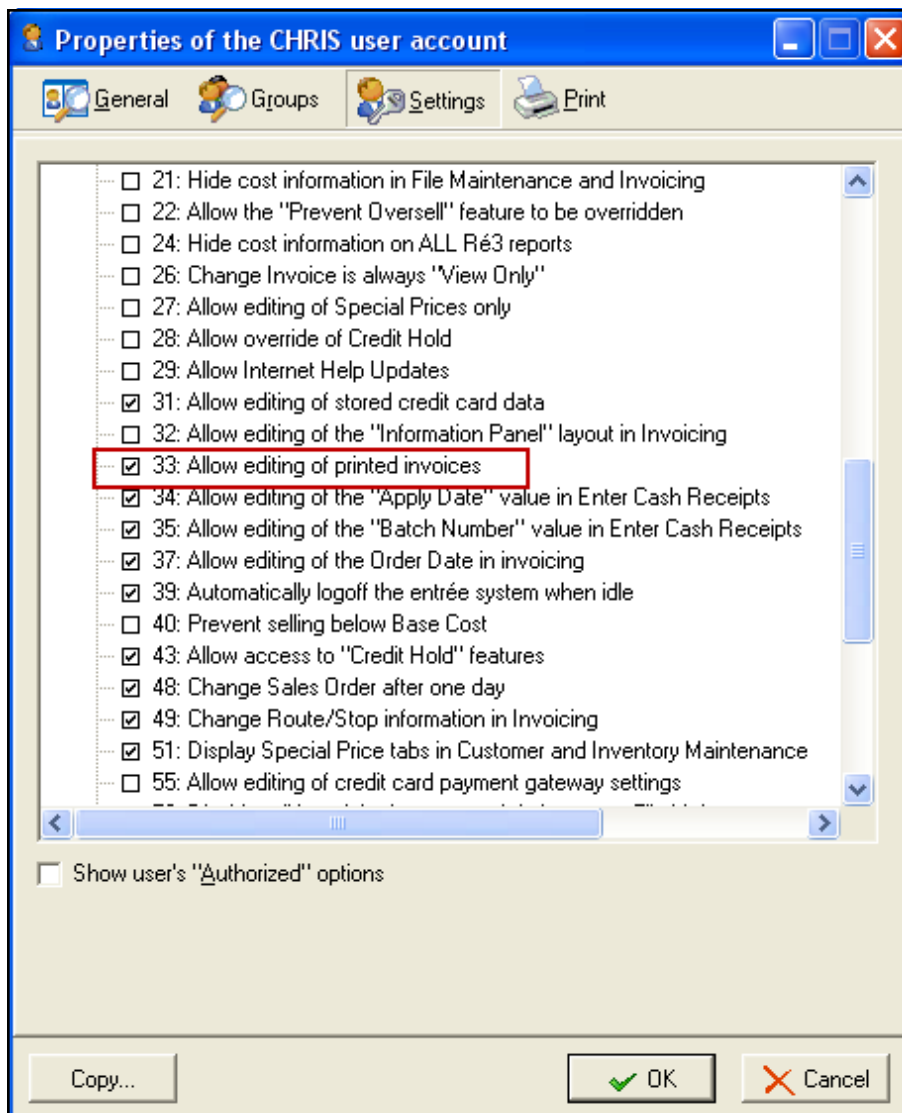 Properties of the CHRIS user account
General Groups Settings Print
21: Hide cost information in File Maintenance and Invoicing
22: Allow the "Prevent Oversell" feature to be overridden
24: Hide cost information on ALL Ré3 reports
26: Change Invoice is always "View Only"
27: Allow editing of Special Prices only
28: Allow override of Credit Hold
29: Allow Internet Help Updates
31: Allow editing of stored credit card data
32: Allow editing of the "Information Panel" layout in Invoicing
33: Allow editing of printed invoices
34: Allow editing of the "Apply Date" value in Enter Cash Receipts
35: Allow editing of the "Batch Number" value in Enter Cash Receipts
37: Allow editing of the Order Date in invoicing
39: Automatically logoff the entrée system when idle
40: Prevent selling below Base Cost
43: Allow access to "Credit Hold" features
48: Change Sales Order after one day
49: Change Route/Stop information in Invoicing
51: Display Special Price tabs in Customer and Inventory Maintenance
55: Allow editing of credit card payment gateway settings
Show user's "Authorized" options
Copy... OK Cancel